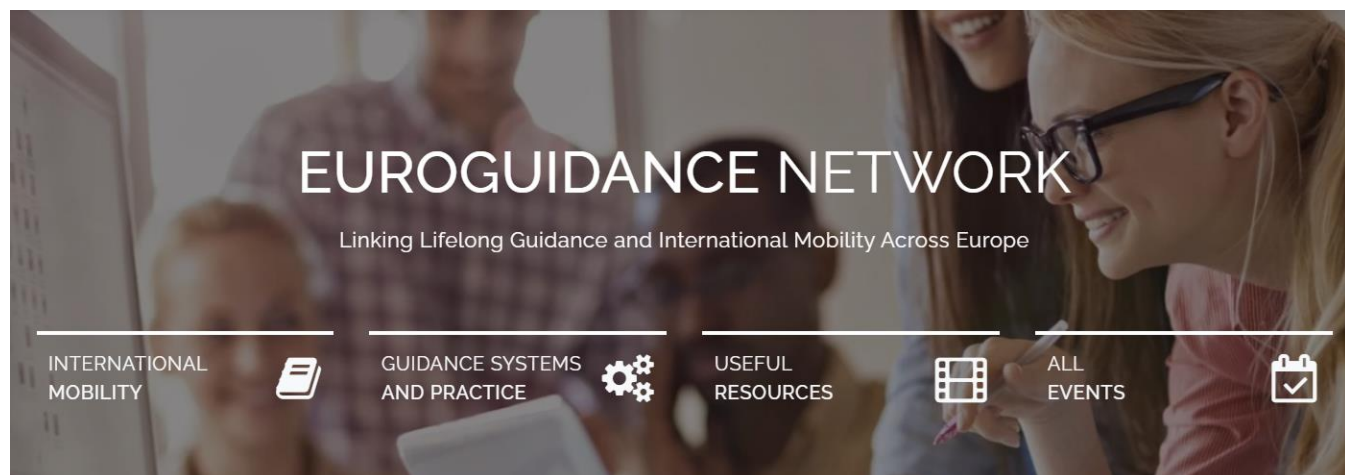 EUROGUIDANCE NETWORK
Linking Lifelong Guidance and International Mobility Across Europe
INTERNATIONAL
MOBILITY
GUIDANCE SYSTEMS
AND PRACTICE
USEFUL
RESOURCES
ALL
EVENTS